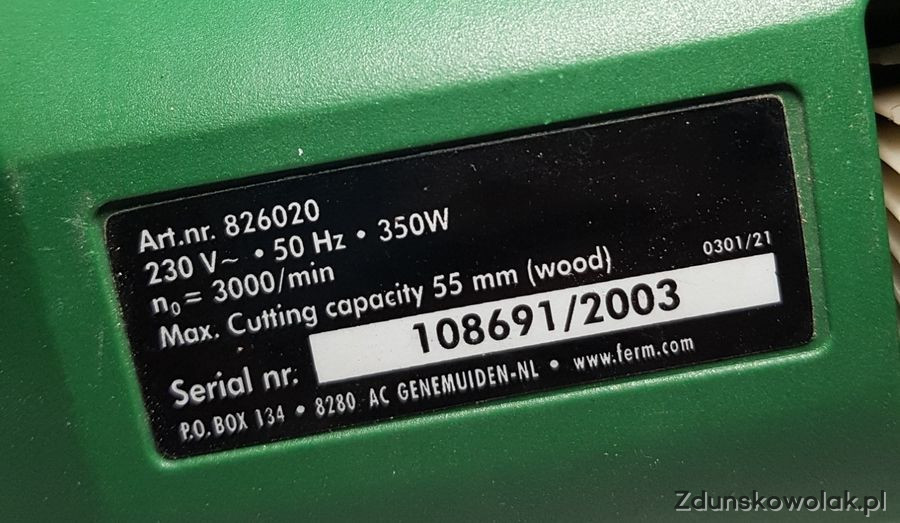 Art.nr. 826020
230 V~ • 50 Hz • 350W
n₀ = 3000/min
Max. Cutting capacity 55 mm (wood)
0301/21
Serial nr. 108691/2003
P.O. BOX 134 • 8280 AC GENEMUIDEN-NL • www.ferm.com
Zdunskowolak.pl